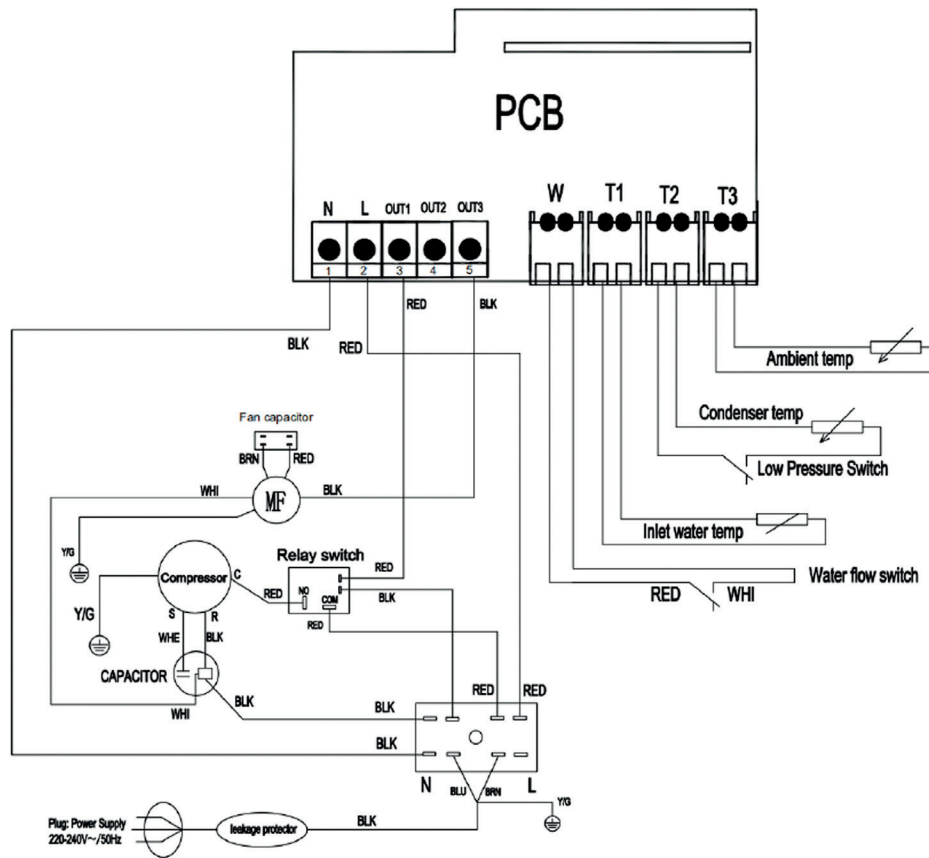 PCB
N L OUT1 OUT2 OUT3
1 2 3 4 5
W T1 T2 T3
BLK
RED
RED
BLK
Ambient temp
Condenser temp
Low Pressure Switch
Inlet water temp
Water flow switch
RED WHI
Fan capacitor
BRN RED
WHI
MF
BLK
Y/G
Relay switch
Compressor
C
RED
NO
COM
RED
RED
BLK
Y/G
S R
WHE BLK
CAPACITOR
WHI
BLK
BLK
RED RED
BLK
N BLU BRN L
Y/G
Plug: Power Supply
220-240V~/50Hz
leakage protector
BLK